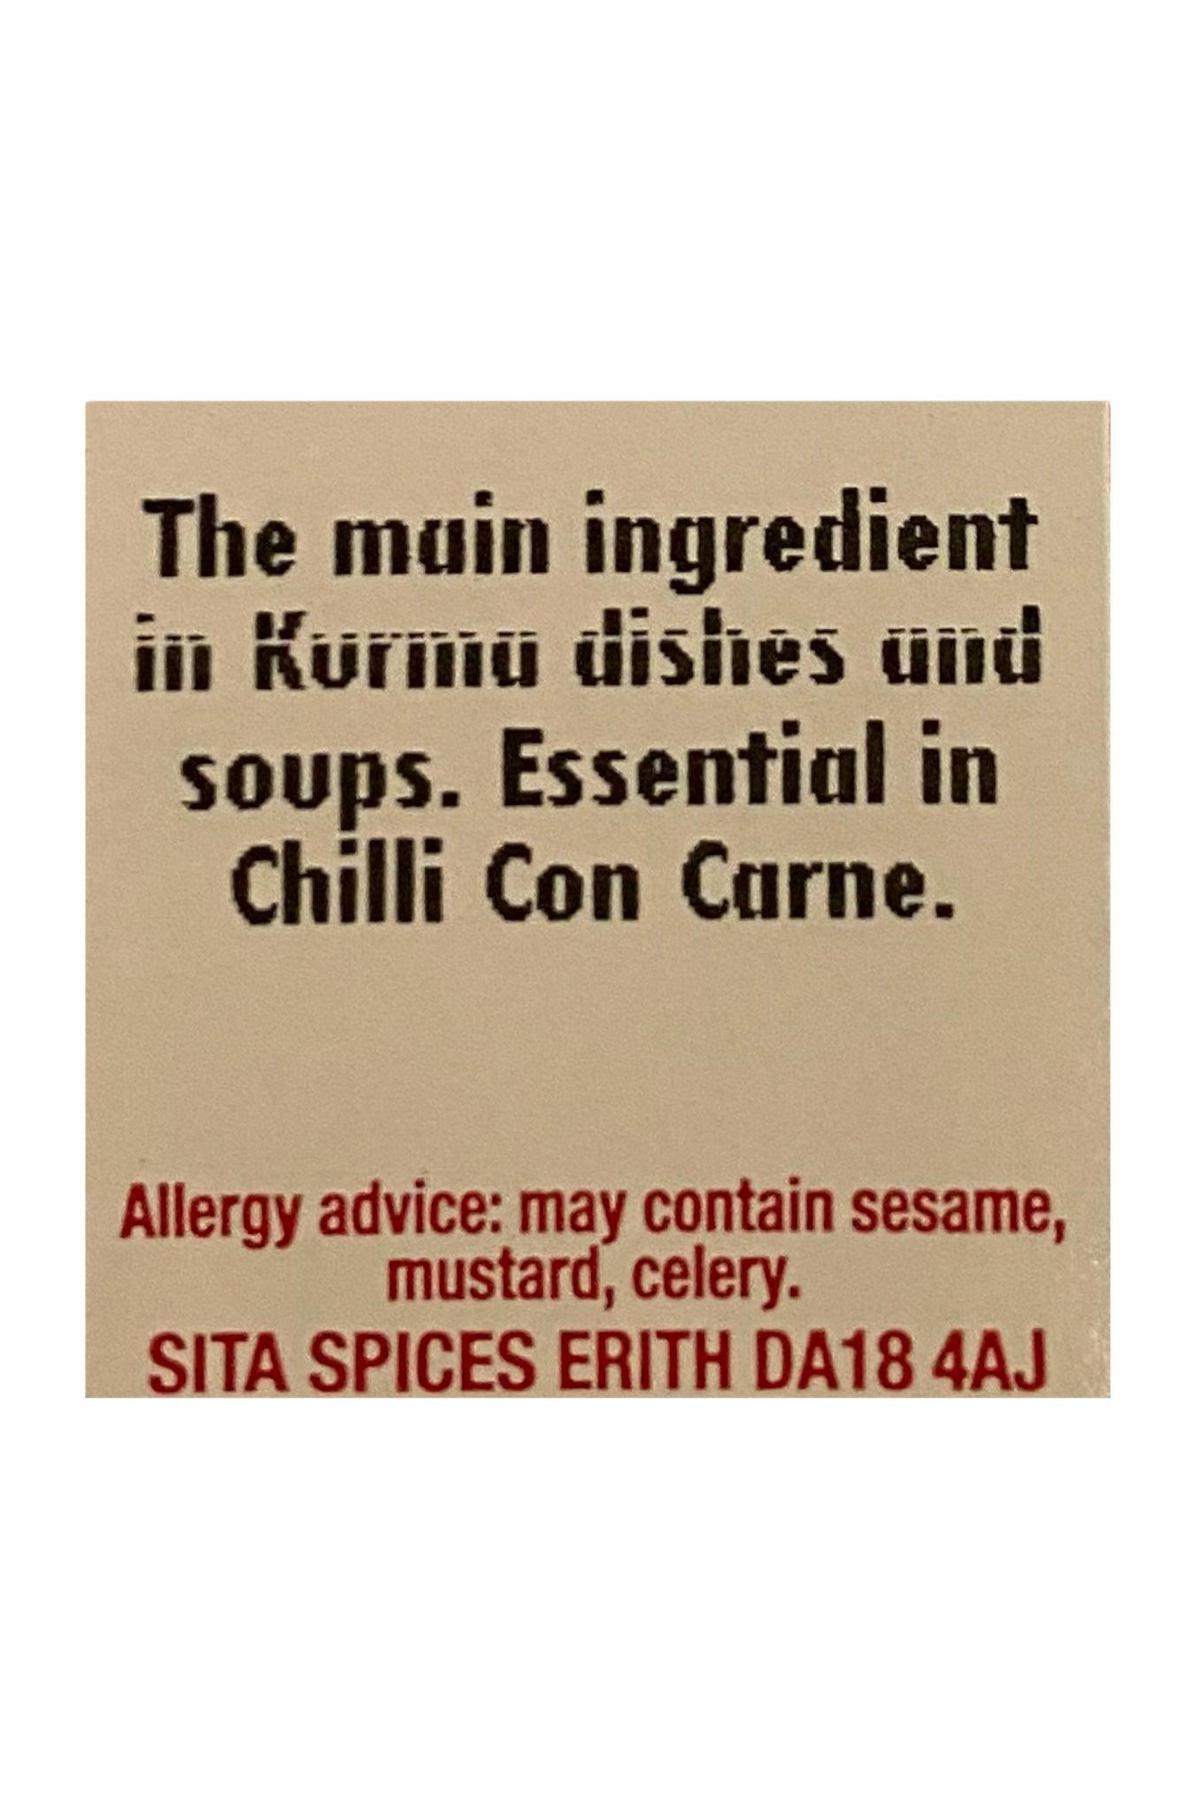 The main ingredient
in Kurma dishes and
soups. Essential in
Chilli Con Carne.
Allergy advice: may contain sesame,
mustard, celery.
SITA SPICES ERITH DA18 4AJ